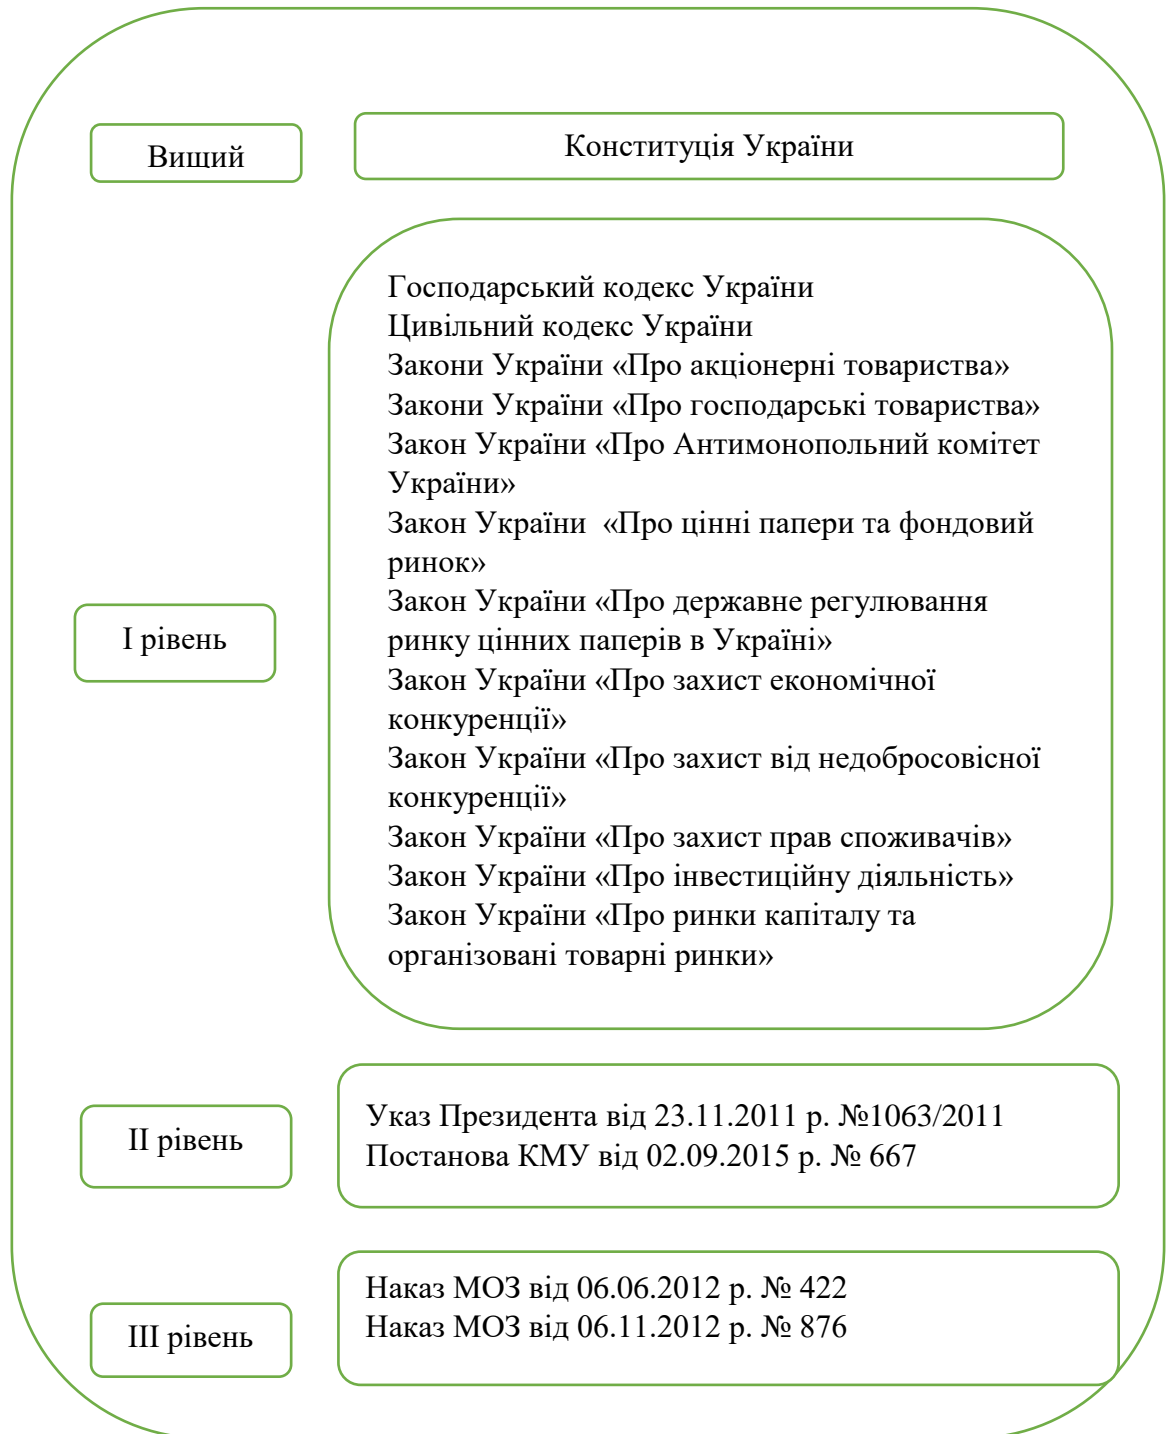 Вищий
Конституція України
Господарський кодекс України
Цивільний кодекс України
Закони України «Про акціонерні товариства»
Закони України «Про господарські товариства»
Закон України «Про Антимонопольний комітет
України»
Закон України «Про цінні папери та фондовий
ринок»
Закон України «Про державне регулювання
ринку цінних паперів в Україні»
Закон України «Про захист економічної
конкуренції»
Закон України «Про захист від недобросовісної
конкуренції»
Закон України «Про захист прав споживачів»
Закон України «Про інвестиційну діяльність»
Закон України «Про ринки капіталу та
організовані товарні ринки»
І рівень
ІІ рівень
Указ Президента від 23.11.2011 р. №1063/2011
Постанова КМУ від 02.09.2015 р. № 667
ІІІ рівень
Наказ МОЗ від 06.06.2012 р. № 422
Наказ МОЗ від 06.11.2012 р. № 876